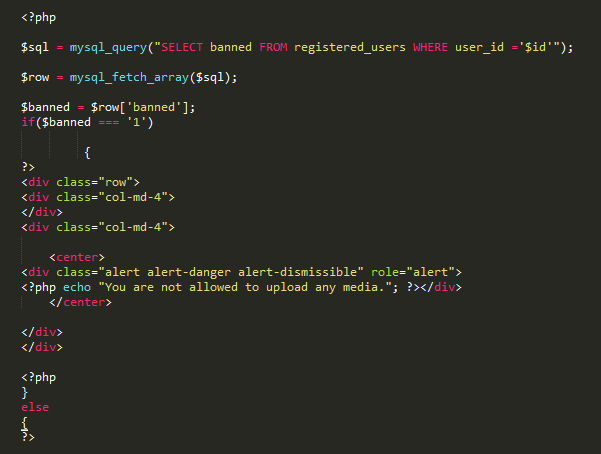 <?php
$sql = mysql_query("SELECT banned FROM registered_users WHERE user_id ='$id'");
$row = mysql_fetch_array($sql);
$banned = $row['banned'];
if($banned === '1')
{
?>
<div class="row">
<div class="col-md-4">
</div>
<div class="col-md-4">
<center>
<div class="alert alert-danger alert-dismissible" role="alert">
<?php echo "You are not allowed to upload any media."; ?></div>
</center>
</div>
</div>
<?php
}
else
{
?>